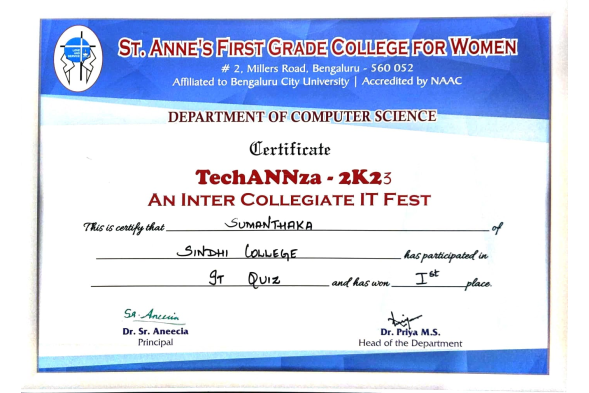 ST. ANNE'S FIRST GRADE COLLEGE FOR WOMEN
# 2, Millers Road, Bengaluru - 560 052
Affiliated to Bengaluru City University | Accredited by NAAC
DEPARTMENT OF COMPUTER SCIENCE
Certificate
TechANNza - 2K23
AN INTER COLLEGIATE IT FEST
This is certify that SUMANTHAKA of
SINDHI COLLEGE has participated in
IT QUIZ and has won Ist place.
SA. Aneecia
Dr. Sr. Aneecia Dr. Priya M.S.
Principal Head of the Department